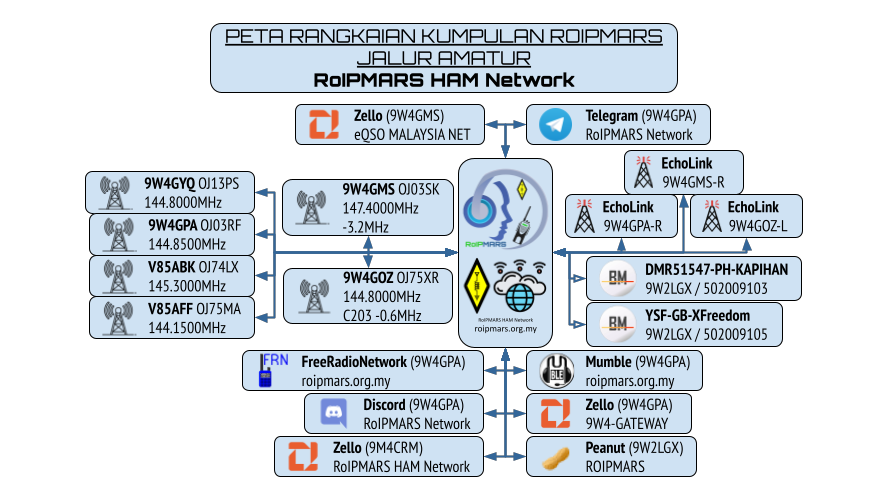 PETA RANGKAIAN KUMPULAN ROIPMARS
JALUR AMATUR
RoIPMARS HAM Network
Zello (9W4GMS)
eQSO MALAYSIA NET
Telegram (9W4GPA)
RoIPMARS Network
EchoLink
9W4GMS-R
EchoLink
9W4GPA-R
EchoLink
9W4GOZ-L
9W4GYQ OJ13PS
144.8000MHz
9W4GPA OJ03RF
144.8500MHz
V85ABK OJ74LX
145.3000MHz
V85AFF OJ75MA
144.1500MHz
9W4GMS OJ03SK
147.4000MHz
-3.2MHz
9W4GOZ OJ75XR
144.8000MHz
C203 -0.6MHz
RoIPMARS
RoIPMARS HAM Network
roipmars.org.my
BM
DMR51547-PH-KAPIHAN
9W2LGX / 502009103
BM
YSF-GB-XFreedom
9W2LGX / 502009105
FRN
FreeRadioNetwork (9W4GPA)
roipmars.org.my
BLE
Mumble (9W4GPA)
roipmars.org.my
Discord (9W4GPA)
RoIPMARS Network
Zello (9W4GPA)
9W4-GATEWAY
Zello (9M4CRM)
RoIPMARS HAM Network
Peanut (9W2LGX)
ROIPMARS